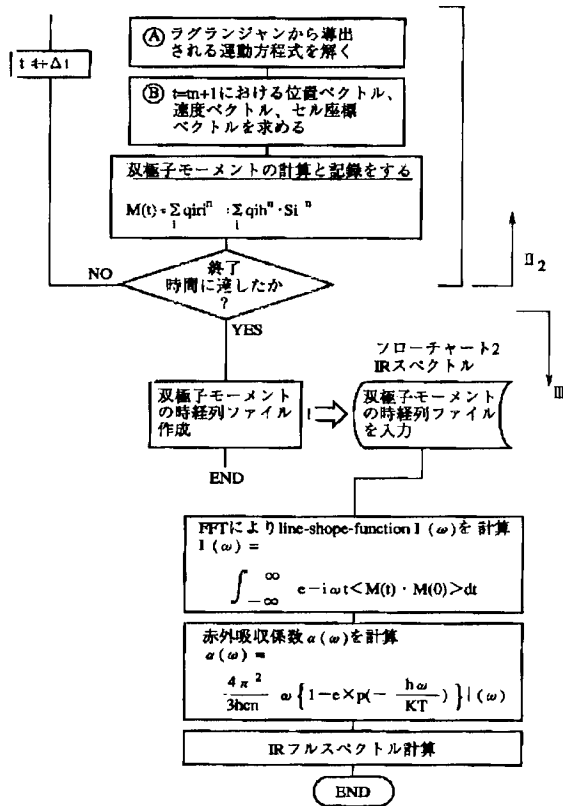 Ⓐ ラグランジャンから導出
される運動方程式を解く
t t+Δt
Ⓑ t=m+1における位置ベクトル、
速度ベクトル、セル座標
ベクトルを求める
双極子モーメントの計算と記録をする
M(t) = Σ qiri^n = Σ qih^n・Si^n
i i
終了
時間に達したか
?
NO
YES
II 2
フローチャート2
IRスペクトル
III
双極子モーメント
の時経列ファイル
作成
双極子モーメント
の時経列ファイル
を入力
END
FFTによりline-shope-function I (ω)を 計算
I (ω) =
∫ ∞ −∞ e−iωt<M(t)・M(0)>dt
赤外吸収係数 α(ω)を計算
α(ω) =
4π^2 / 3hcn ω{1−e×p(− hω / KT )}|(ω)
IRフルスペクトル計算
END